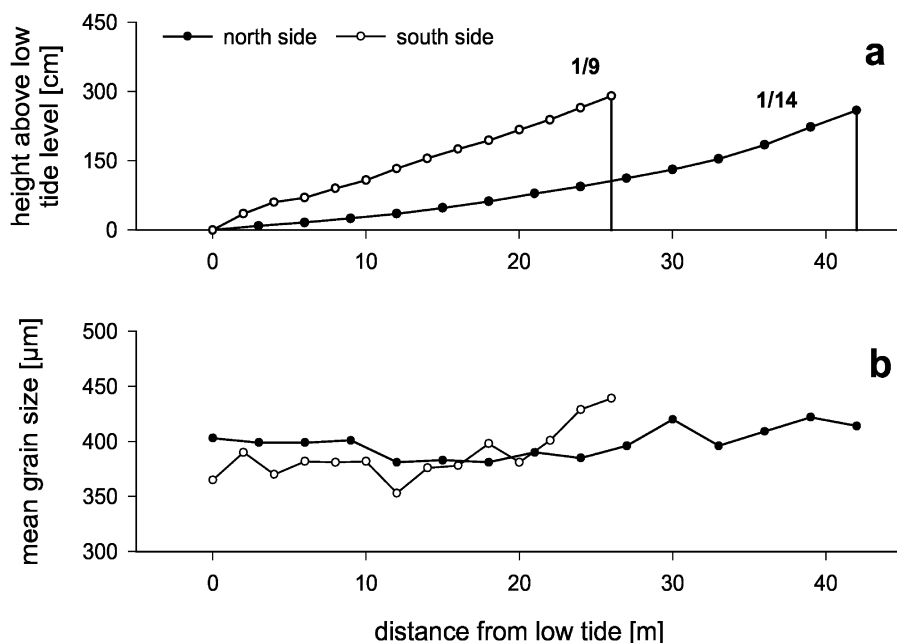 450
300
150
0
height above low
tide level [cm]
north side
south side
a
1/9
1/14
0
10
20
30
40
500
450
400
350
300
mean grain size [µm]
b
0
10
20
30
40
distance from low tide [m]